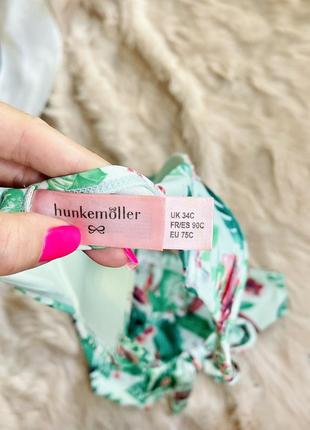 hunkemöller
UK 34C
FR/ES 90C
EU 75C